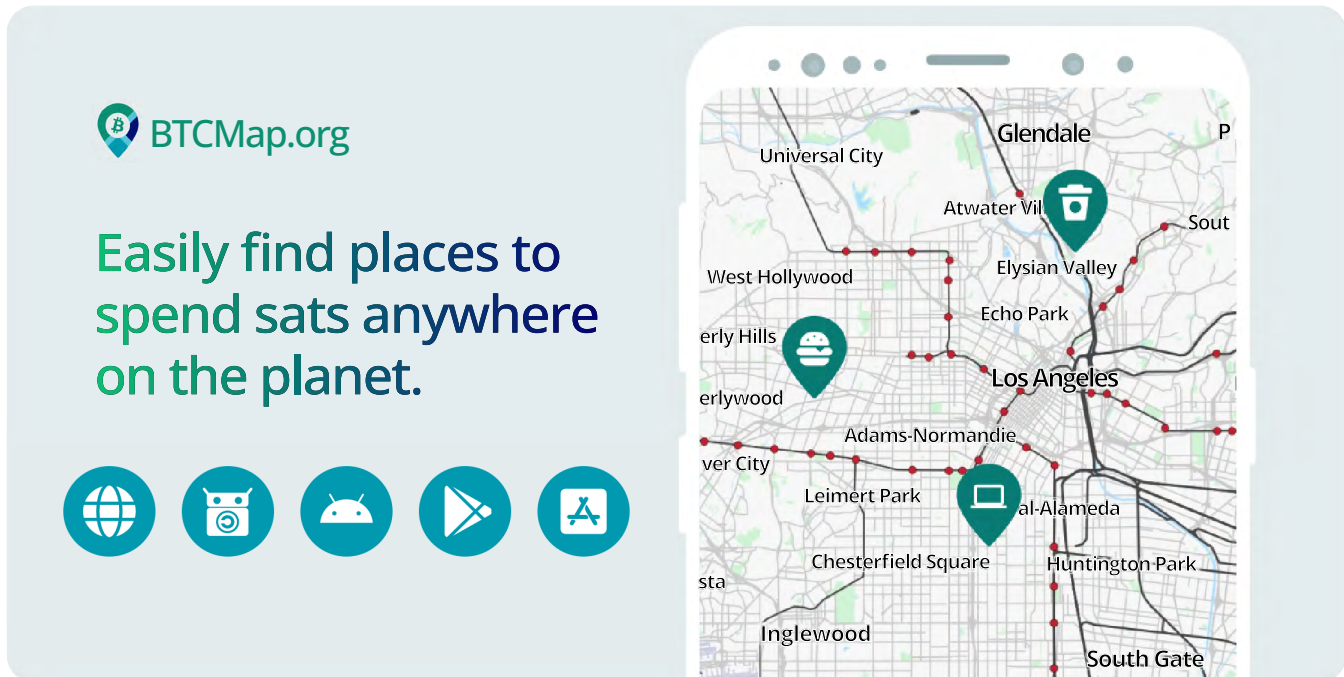 BTCMap.org
Easily find places to
spend sats anywhere
on the planet.
Glendale
P
Universal City
Atwater Vil
Sout
Elysian Valley
West Hollywood
Echo Park
erly Hills
Los Angeles
erlywood
Adams-Normandie
ver City
Leimert Park
al-Alameda
Chesterfield Square
Huntington Park
sta
Inglewood
South Gate